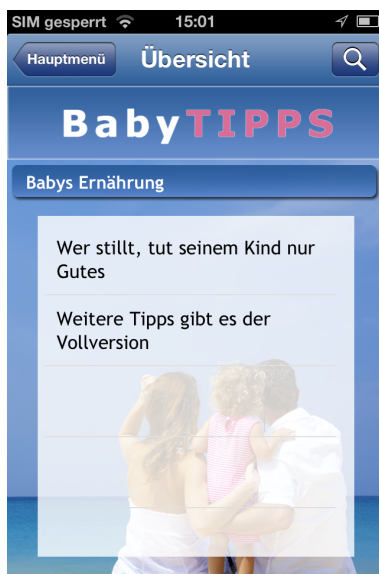 SIM gesperrt 15:01
Hauptmenü Übersicht
BabyTIPPS
Babys Ernährung
Wer stillt, tut seinem Kind nur
Gutes
Weitere Tipps gibt es der
Vollversion